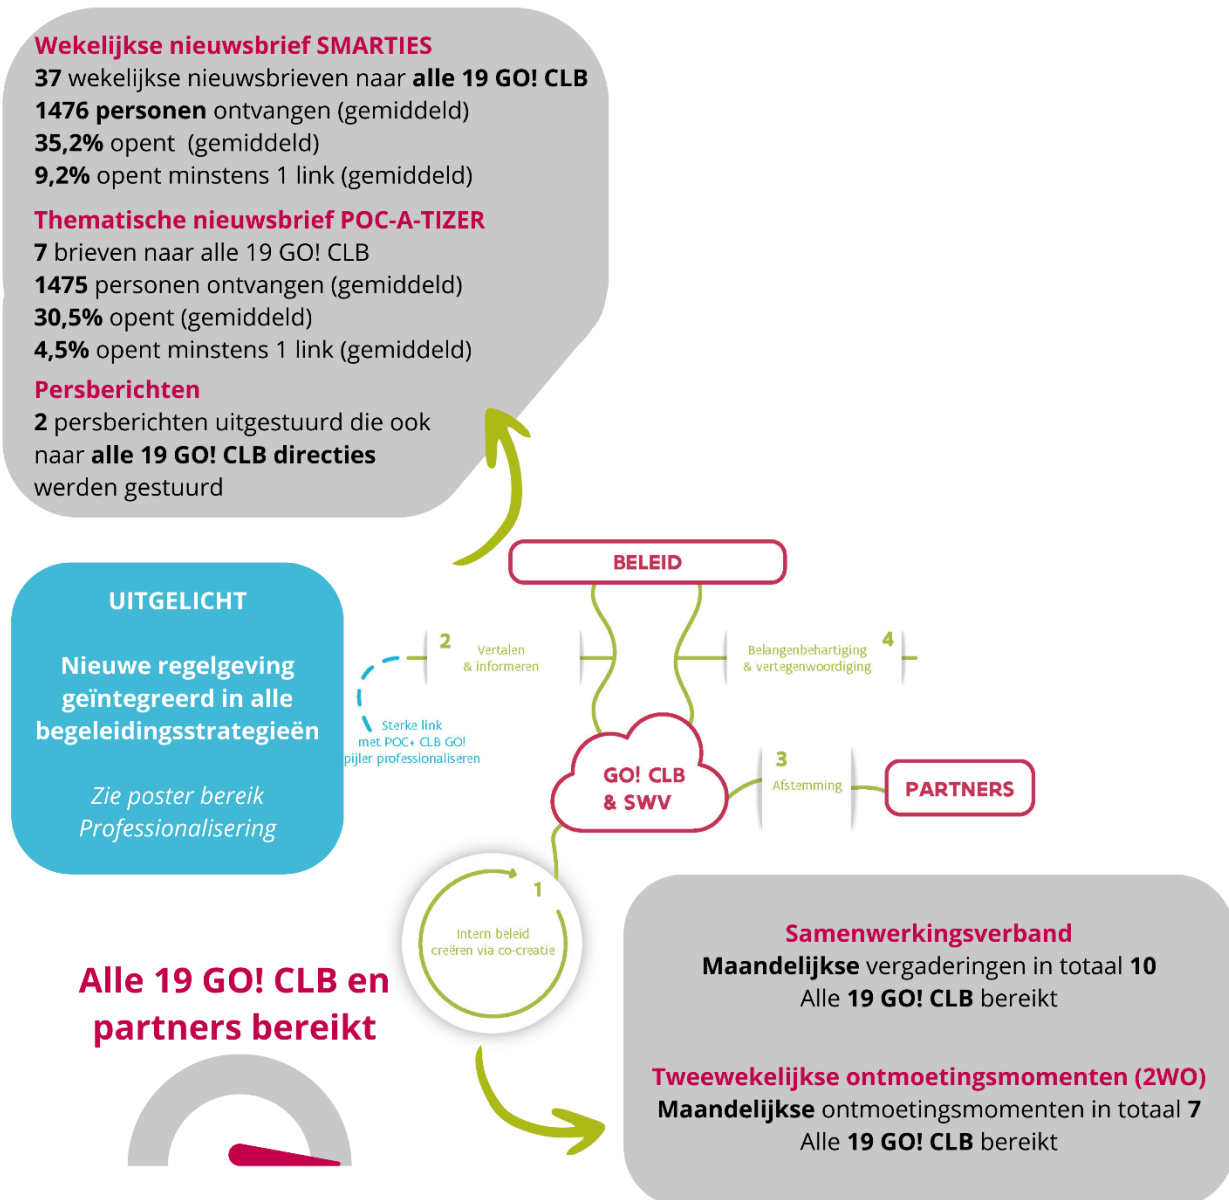 Wekelijkse nieuwsbrief SMARTIES
37 wekelijkse nieuwsbrieven naar alle 19 GO! CLB
1476 personen ontvangen (gemiddeld)
35,2% opent (gemiddeld)
9,2% opent minstens 1 link (gemiddeld)
Thematische nieuwsbrief POC-A-TIZER
7 brieven naar alle 19 GO! CLB
1475 personen ontvangen (gemiddeld)
30,5% opent (gemiddeld)
4,5% opent minstens 1 link (gemiddeld)
Persberichten
2 persberichten uitgestuurd die ook
naar alle 19 GO! CLB directies
werden gestuurd
UITGELICHT
Nieuwe regelgeving
geïntegreerd in alle
begeleidingsstrategieën
Zie poster bereik
Professionalisering
BELEID
2
Vertalen
& informeren
Belangenbehartiging
& vertegenwoordiging
4
Sterke link
met POC+ CLB GO!
pijler professionaliseren
GO! CLB
& SWV
3
Afstemming
PARTNERS
1
Intern beleid
creëren via co-creatie
Alle 19 GO! CLB en
partners bereikt
Samenwerkingsverband
Maandelijkse vergaderingen in totaal 10
Alle 19 GO! CLB bereikt
Tweewekelijkse ontmoetingsmomenten (2WO)
Maandelijkse ontmoetingsmomenten in totaal 7
Alle 19 GO! CLB bereikt